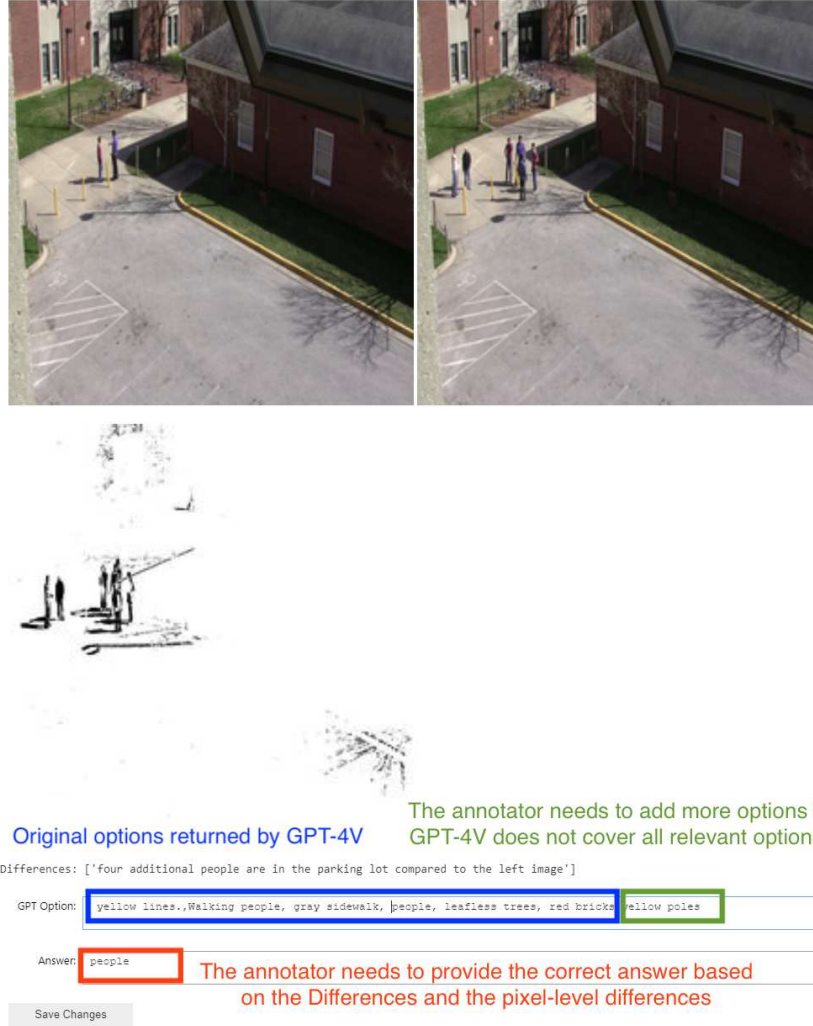 Original options returned by GPT-4V
The annotator needs to add more options
GPT-4V does not cover all relevant option
Differences: ['four additional people are in the parking lot compared to the left image']
GPT Option: yellow lines.,Walking people, gray sidewalk, people, leafless trees, red bricks yellow poles
Answer: people
The annotator needs to provide the correct answer based
on the Differences and the pixel-level differences
Save Changes